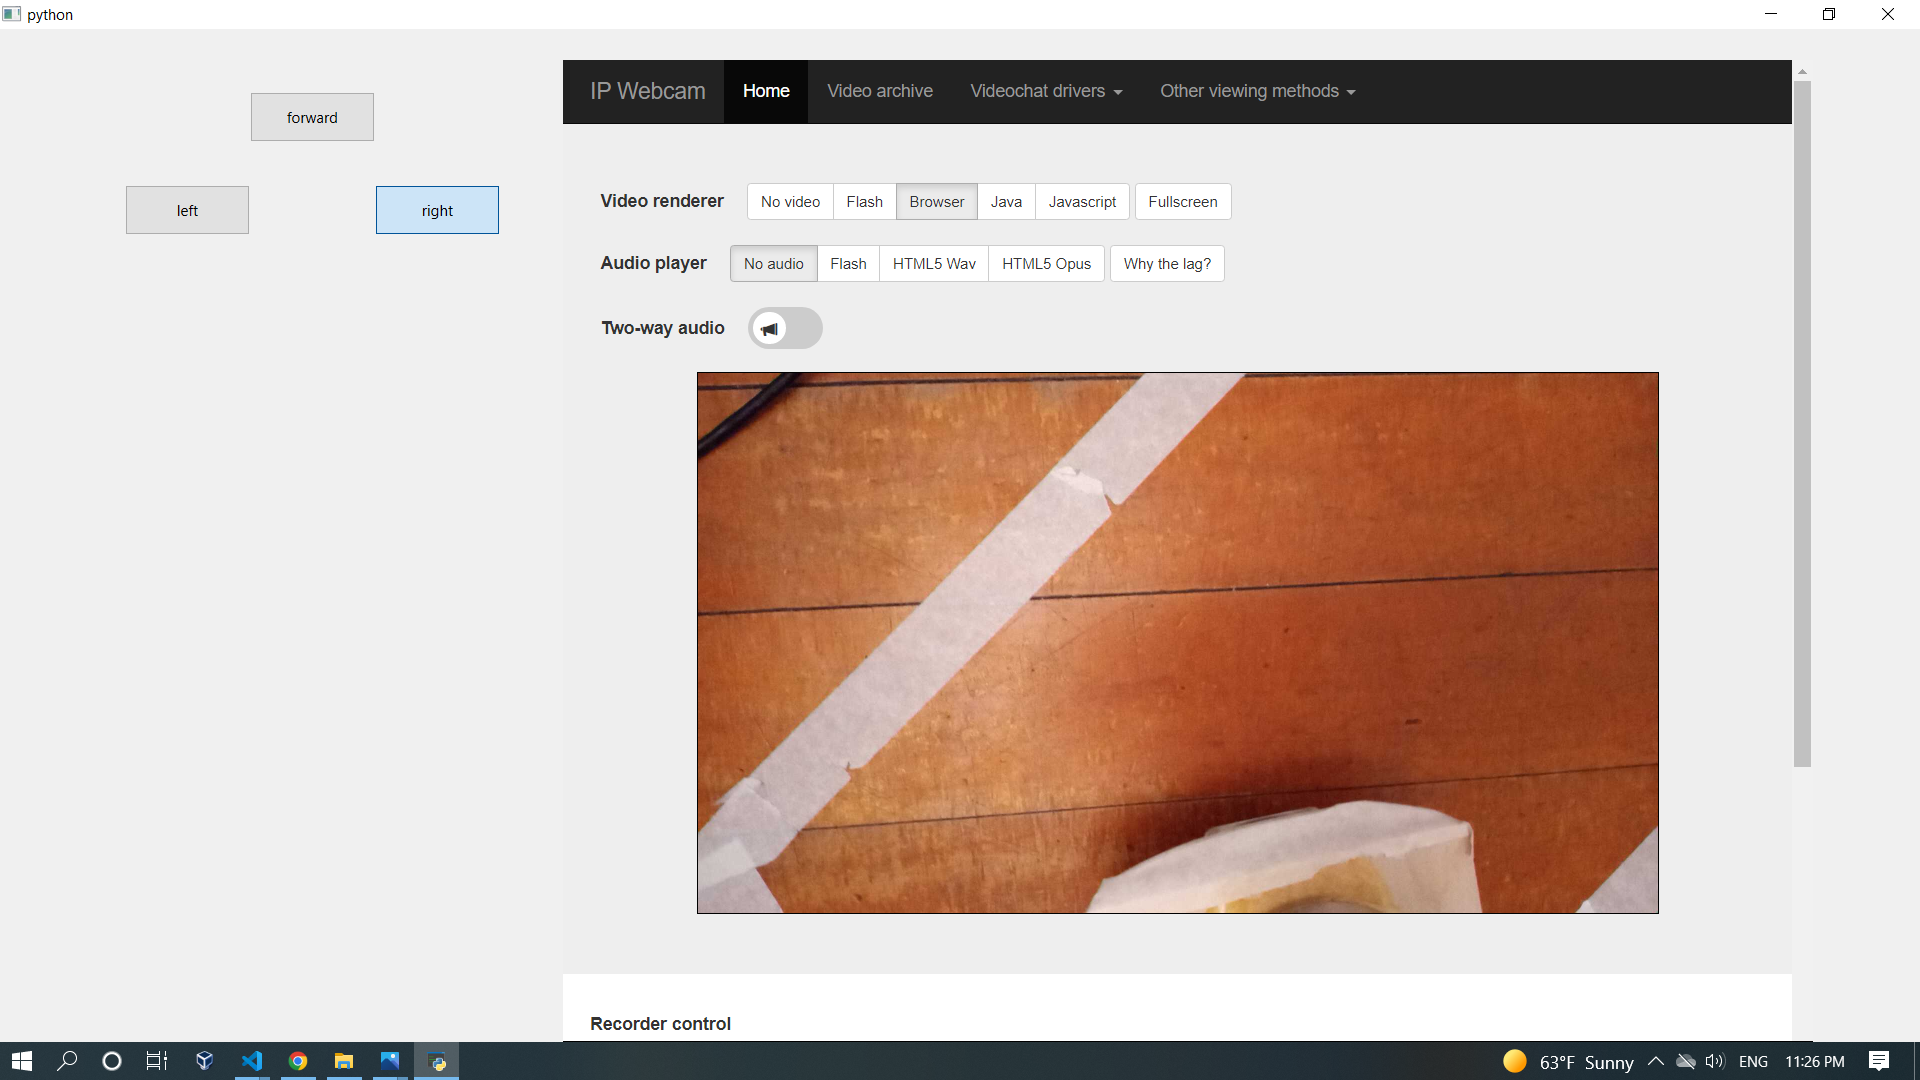 python
forward
left right
IP Webcam Home Video archive Videochat drivers Other viewing methods
Video renderer No video Flash Browser Java Javascript Fullscreen
Audio player No audio Flash HTML5 Wav HTML5 Opus Why the lag?
Two-way audio
Recorder control
63°F Sunny ENG 11:26 PM